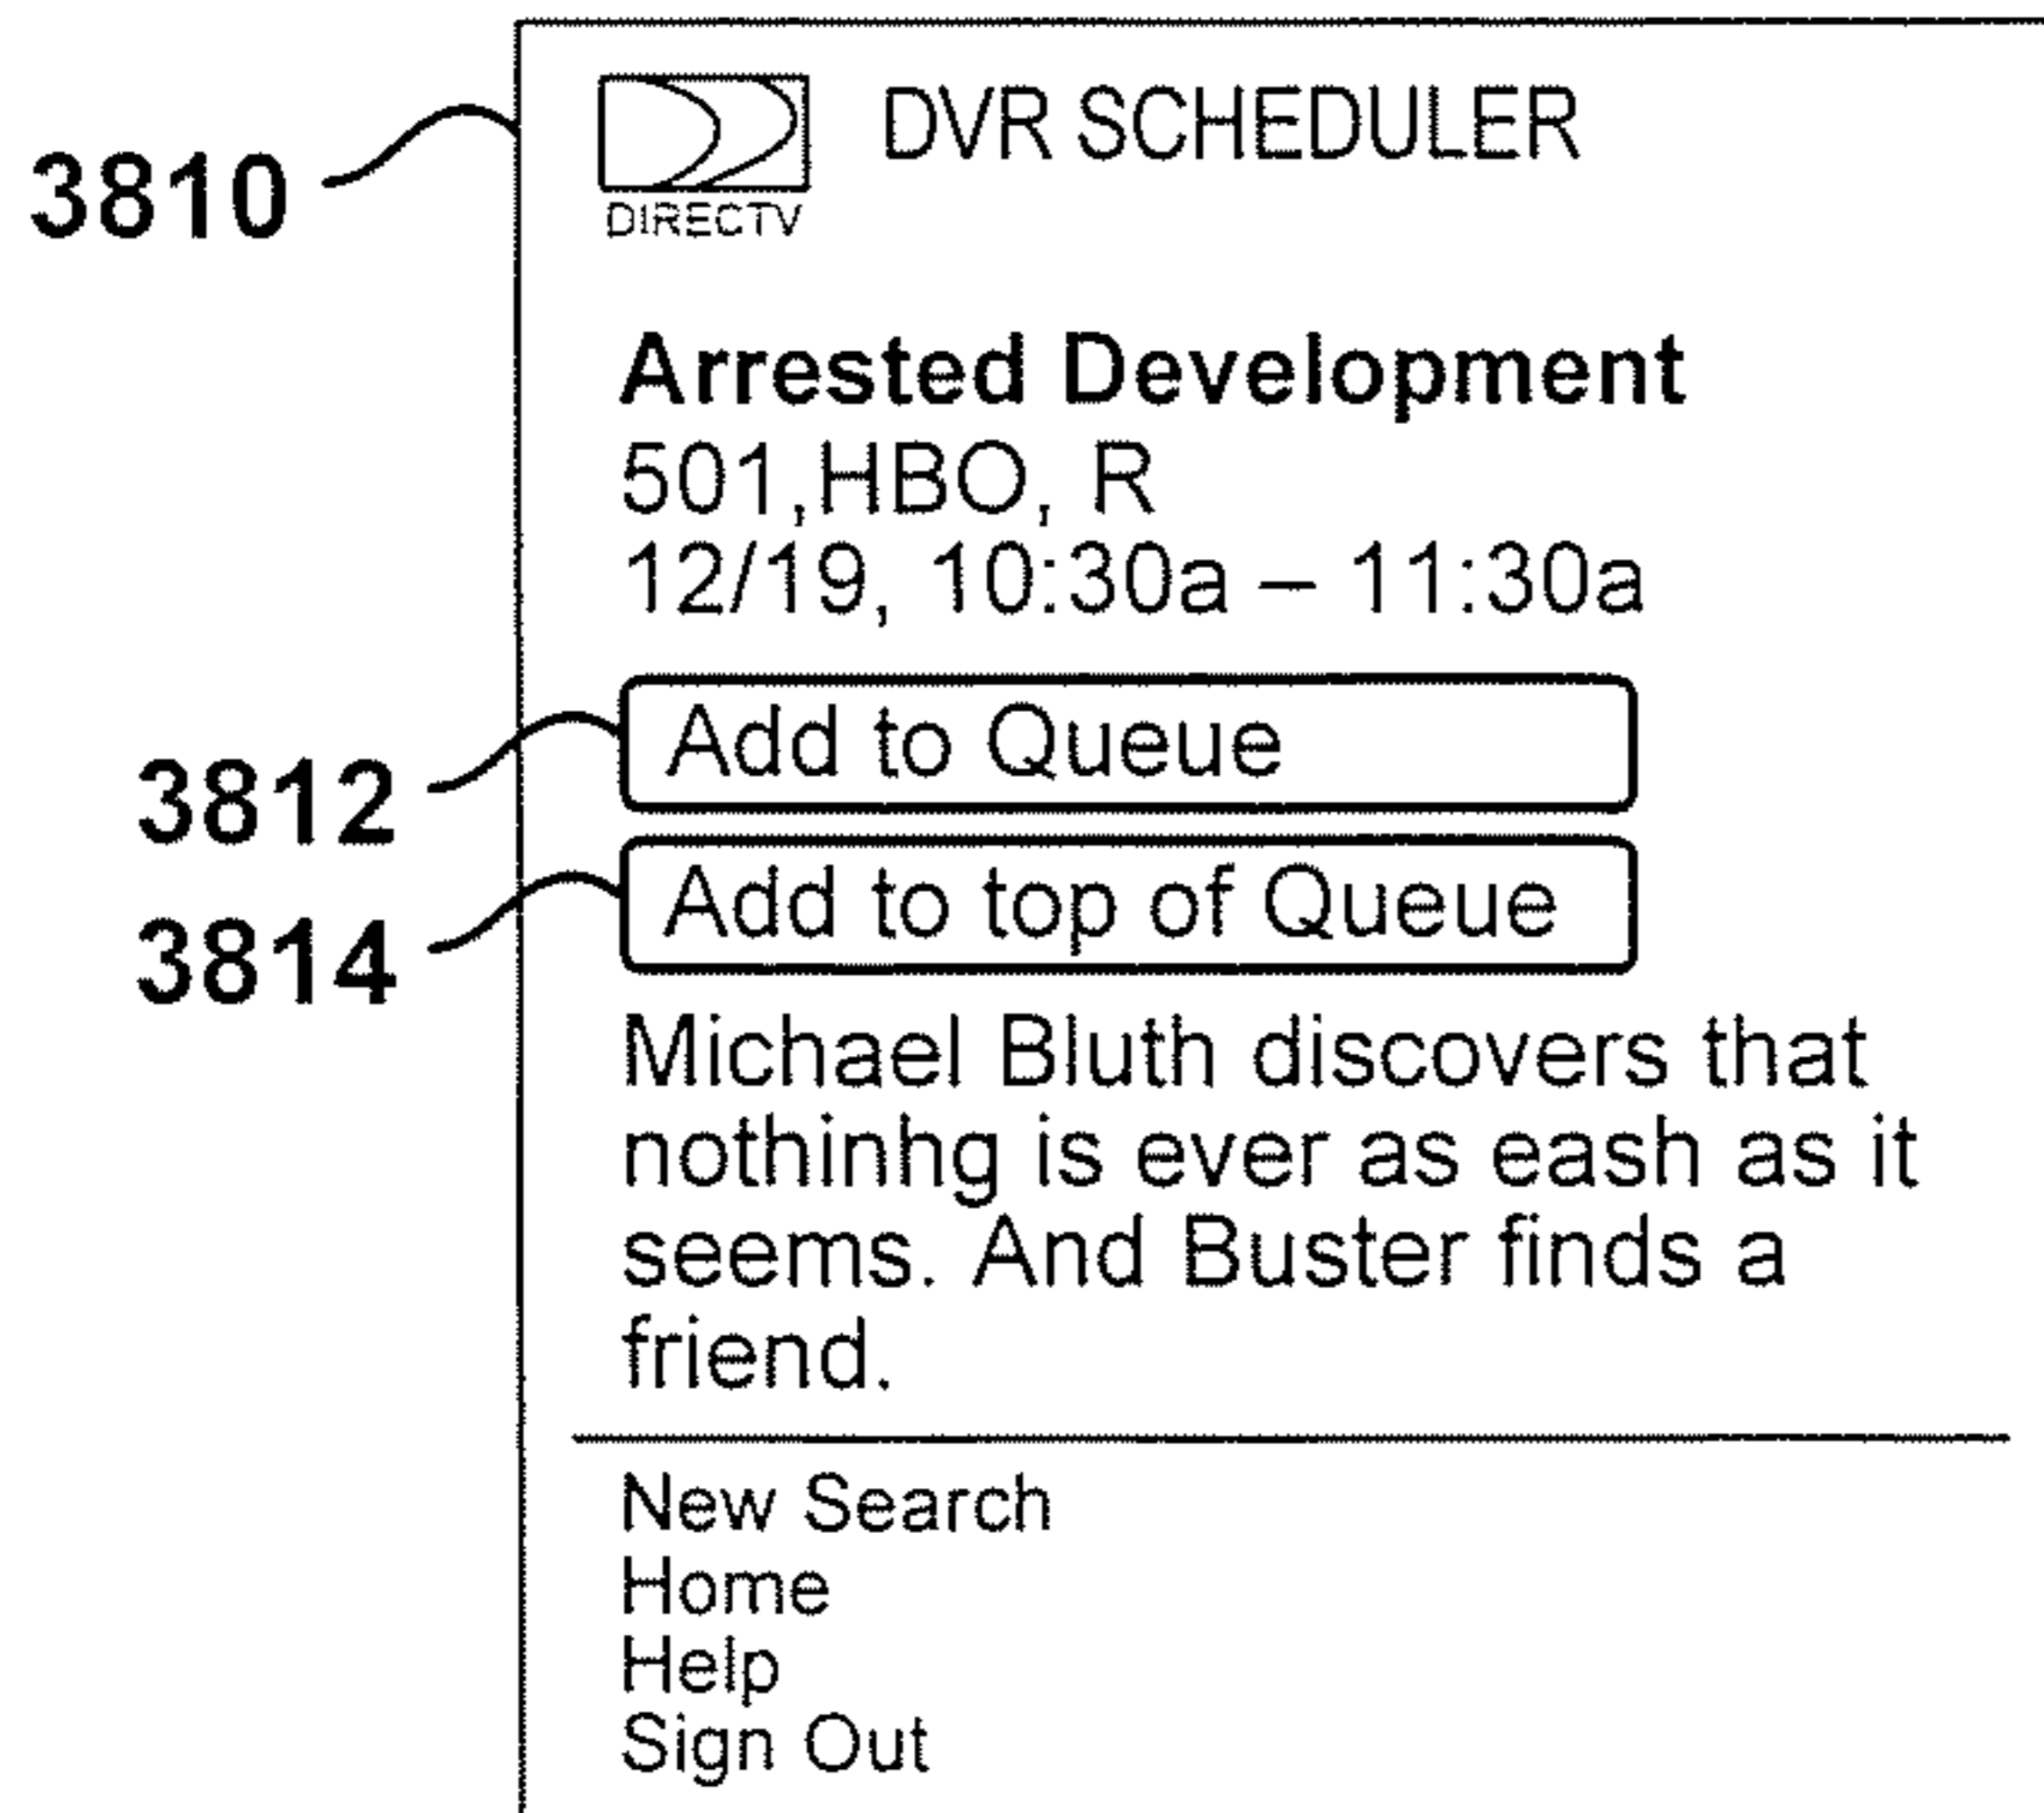 3810
DVR SCHEDULER
DIRECTV
Arrested Development
501,HBO, R
12/19, 10:30a – 11:30a
3812
Add to Queue
3814
Add to top of Queue
Michael Bluth discovers that
nothinhg is ever as eash as it
seems. And Buster finds a
friend.
New Search
Home
Help
Sign Out